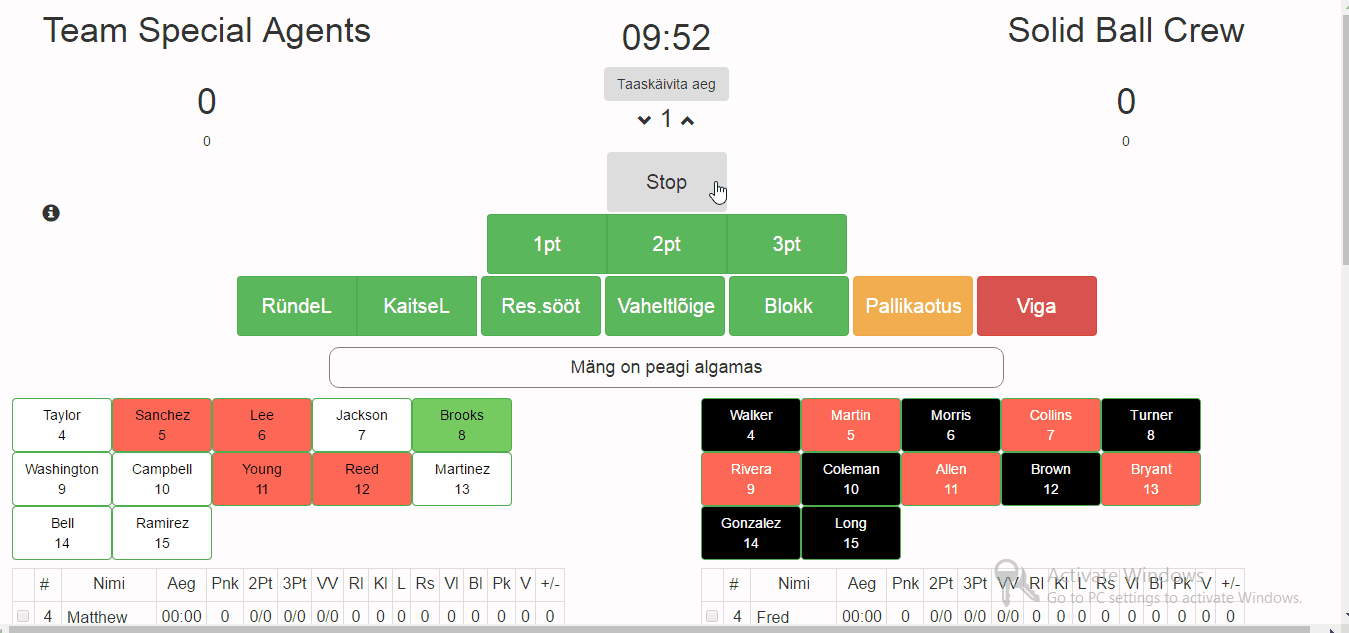 Team Special Agents
09:52
Solid Ball Crew
Taaskäivita aeg
0
1
0
0
0
Stop
1pt 2pt 3pt
RündeL KaitseL Res.sööt Vaheltlõige Blokk Pallikaotus Viga
Mäng on peagi algamas
Taylor Sanchez Lee Jackson Brooks
4 5 6 7 8
Washington Campbell Young Reed Martinez
9 10 11 12 13
Bell Ramirez
14 15
Walker Martin Morris Collins Turner
4 5 6 7 8
Rivera Coleman Allen Brown Bryant
9 10 11 12 13
Gonzalez Long
14 15
# Nimi Aeg Pnk 2Pt 3Pt VV Rl Kl L Rs Vl Bl Pk V +/-
4 Matthew 00:00 0 0/0 0/0 0/0 0 0 0 0 0 0 0 0 0
# Nimi Aeg Pnk 2Pt 3Pt VV Rl Kl L Rs Vl Bl Pk V +/-
4 Fred 00:00 0 0/0 0/0 0/0 0 0 0 0 0 0 0 0 0
Activate Windows
Go to PC settings to activate Windows.